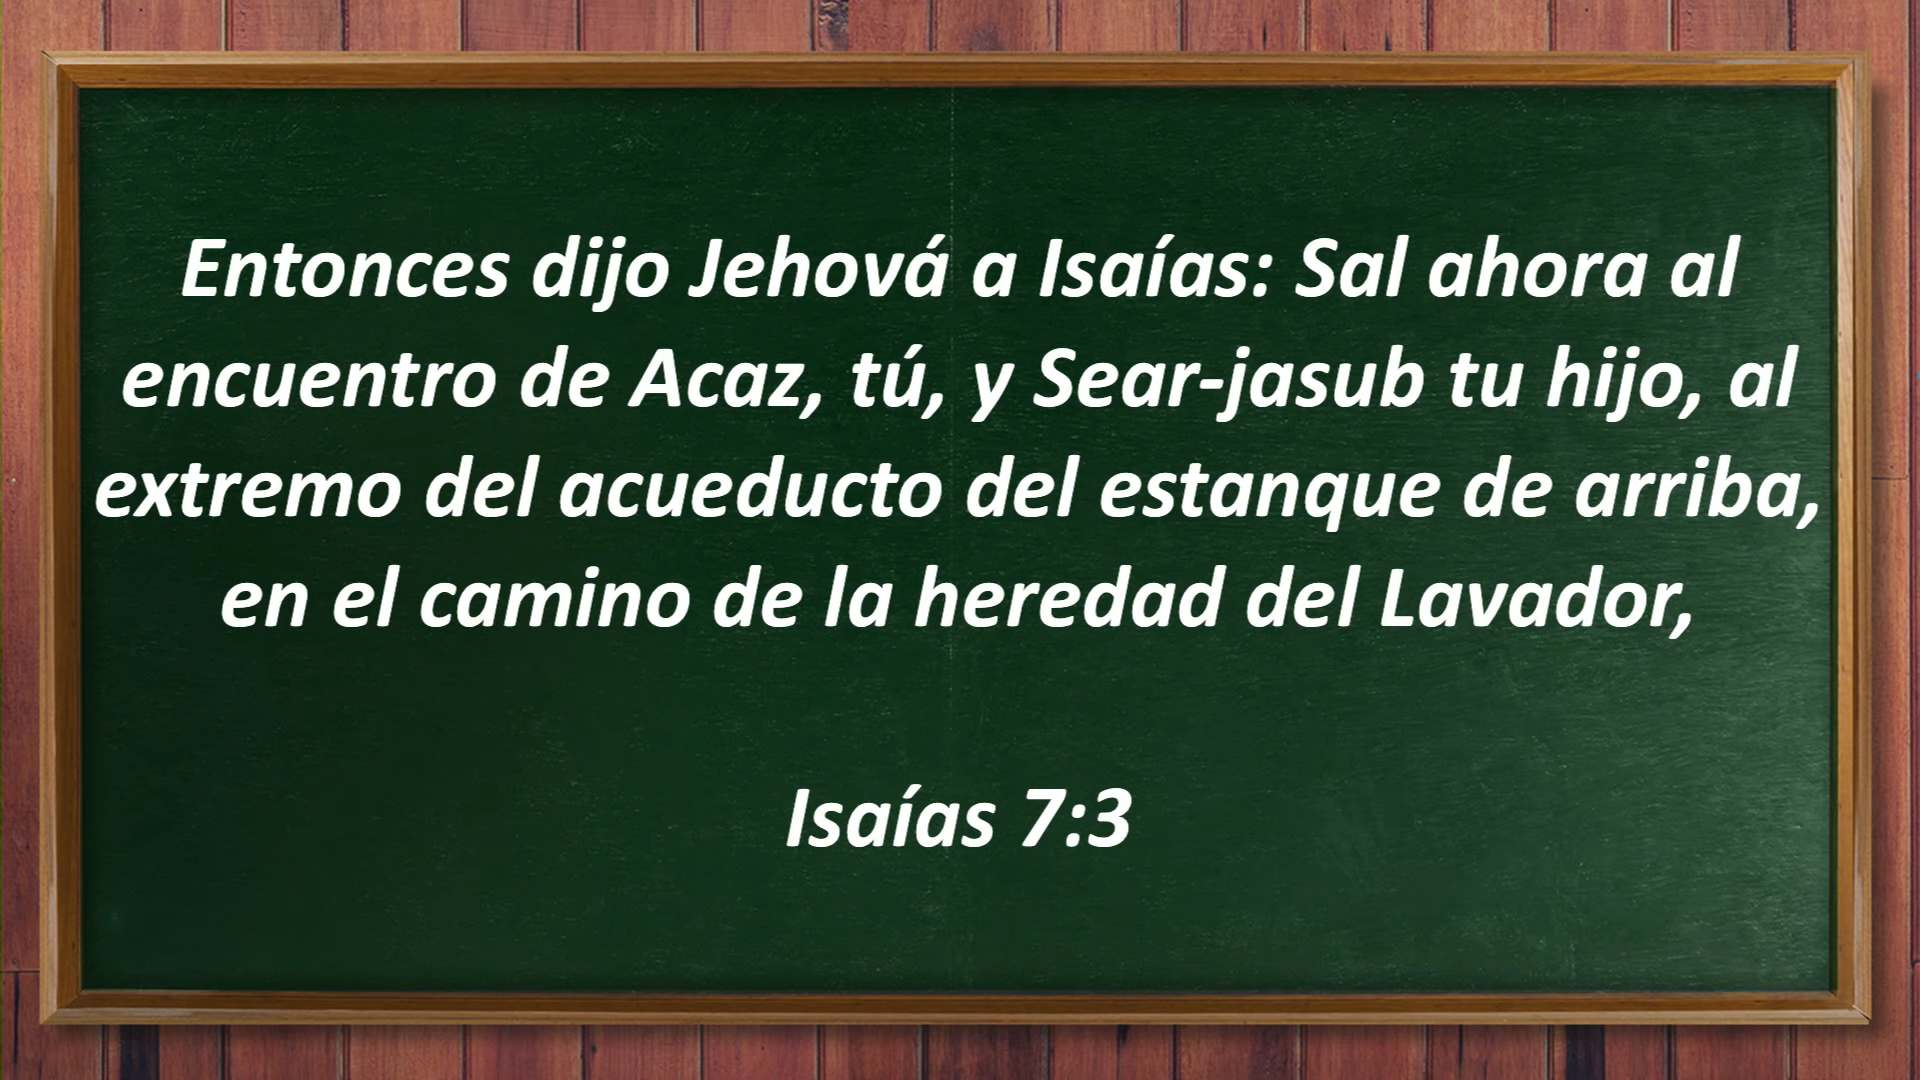 Entonces dijo Jehová a Isaías: Sal ahora al
encuentro de Acaz, tú, y Sear-jasub tu hijo, al
extremo del acueducto del estanque de arriba,
en el camino de la heredad del Lavador,
Isaías 7:3